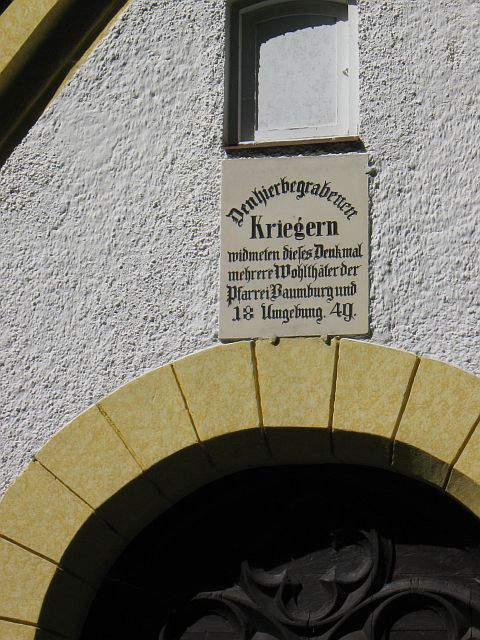 Den hier begrabenen
Kriegern
widmeten dieses Denkmal
mehrere Wohlthäter der
Pfarrei Baumburg und
18 Umgebung. 49.